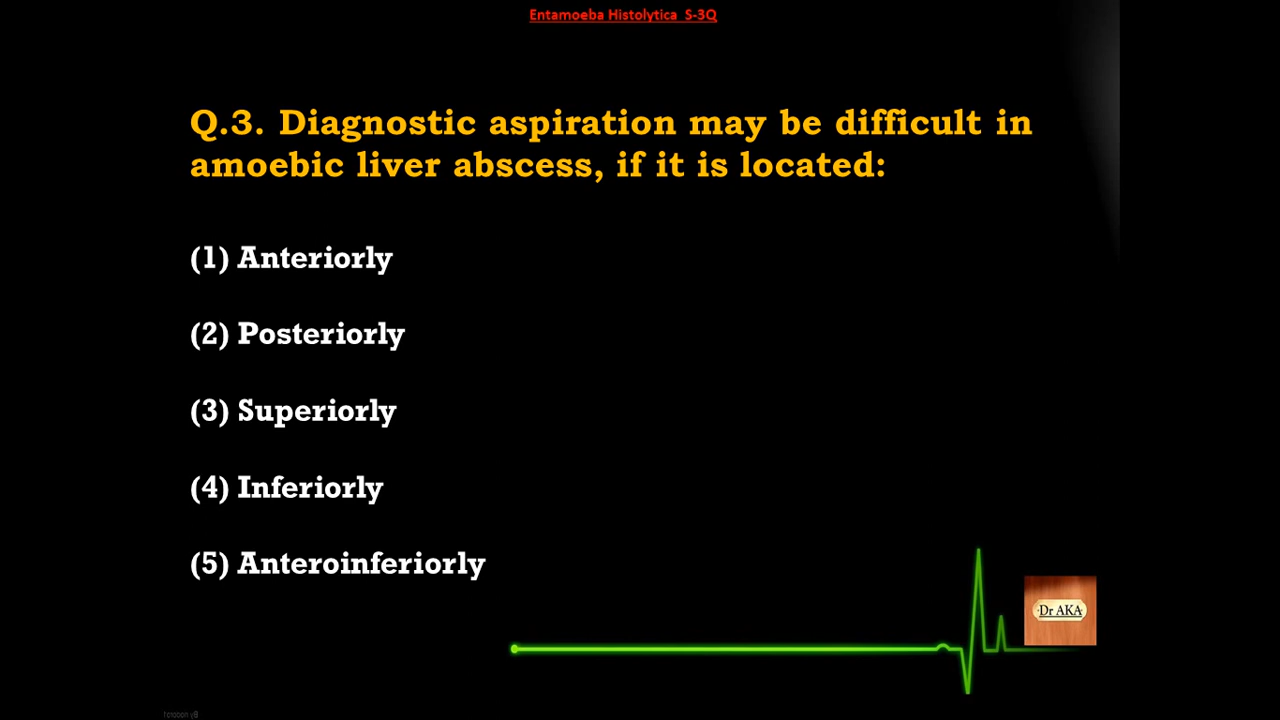 Entamoeba Histolytica S-3Q
Q.3. Diagnostic aspiration may be difficult in
amoebic liver abscess, if it is located:
(1) Anteriorly
(2) Posteriorly
(3) Superiorly
(4) Inferiorly
(5) Anteroinferiorly
Dr AKA